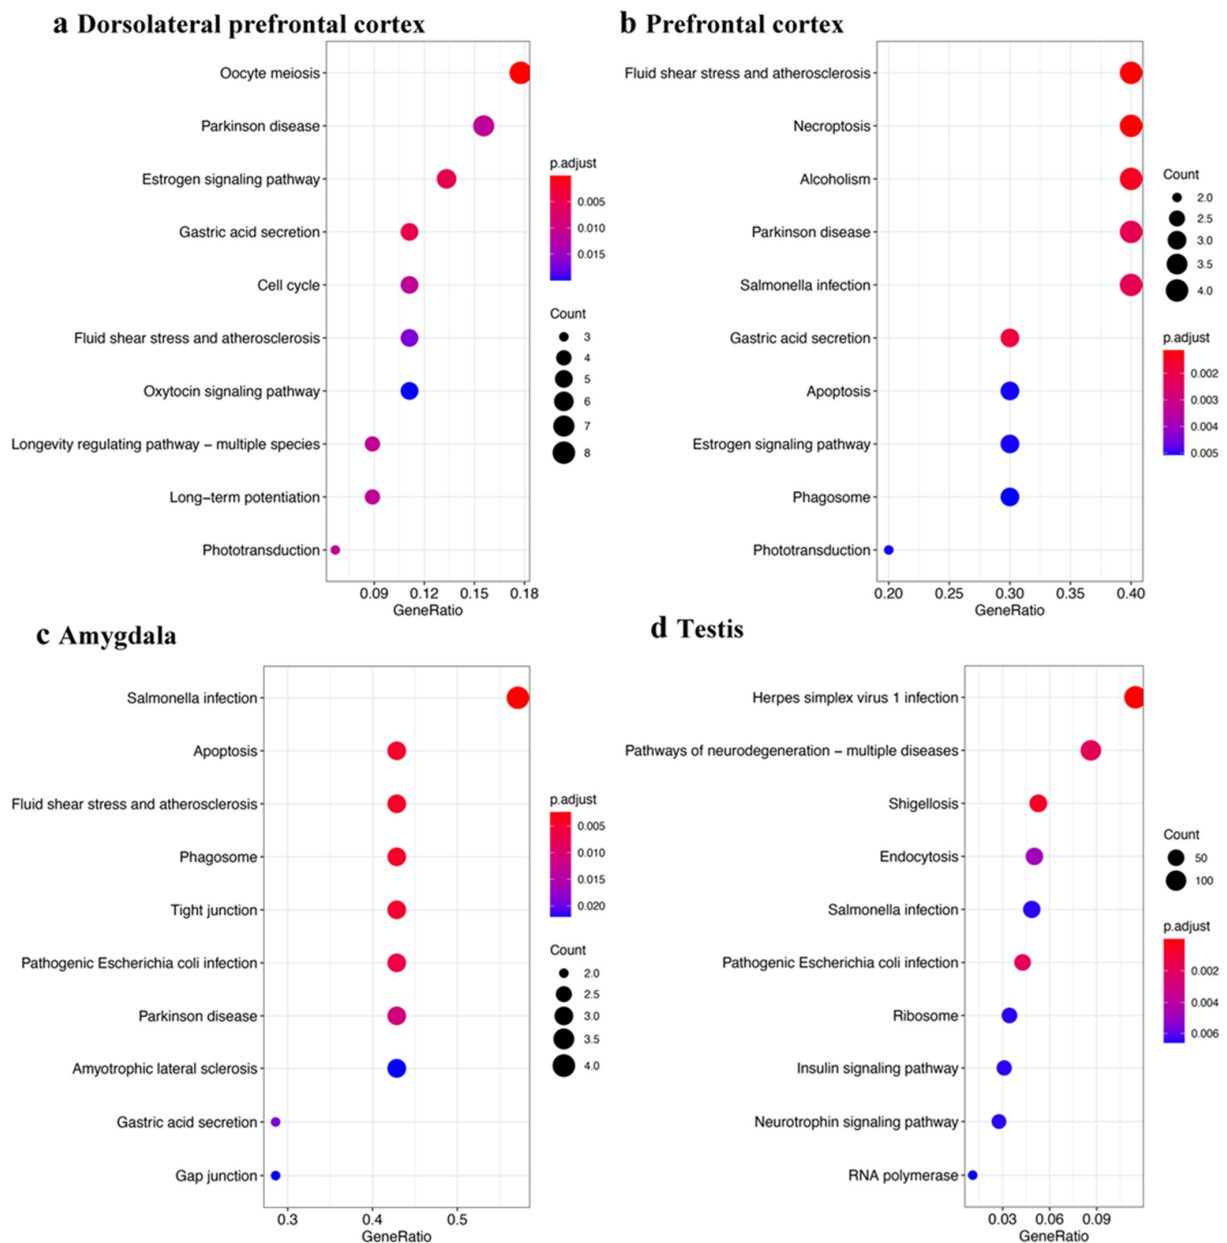 a Dorsolateral prefrontal cortex
Oocyte meiosis
Parkinson disease
Estrogen signaling pathway
Gastric acid secretion
Cell cycle
Fluid shear stress and atherosclerosis
Oxytocin signaling pathway
Longevity regulating pathway − multiple species
Long−term potentiation
Phototransduction
0.09 0.12 0.15 0.18
GeneRatio
p.adjust
0.005
0.010
0.015
Count
3
4
5
6
7
8
b Prefrontal cortex
Fluid shear stress and atherosclerosis
Necroptosis
Alcoholism
Parkinson disease
Salmonella infection
Gastric acid secretion
Apoptosis
Estrogen signaling pathway
Phagosome
Phototransduction
0.20 0.25 0.30 0.35 0.40
GeneRatio
Count
2.0
2.5
3.0
3.5
4.0
p.adjust
0.002
0.003
0.004
0.005
c Amygdala
Salmonella infection
Apoptosis
Fluid shear stress and atherosclerosis
Phagosome
Tight junction
Pathogenic Escherichia coli infection
Parkinson disease
Amyotrophic lateral sclerosis
Gastric acid secretion
Gap junction
0.3 0.4 0.5
GeneRatio
p.adjust
0.005
0.010
0.015
0.020
Count
2.0
2.5
3.0
3.5
4.0
d Testis
Herpes simplex virus 1 infection
Pathways of neurodegeneration − multiple diseases
Shigellosis
Endocytosis
Salmonella infection
Pathogenic Escherichia coli infection
Ribosome
Insulin signaling pathway
Neurotrophin signaling pathway
RNA polymerase
0.03 0.06 0.09
GeneRatio
Count
50
100
p.adjust
0.002
0.004
0.006